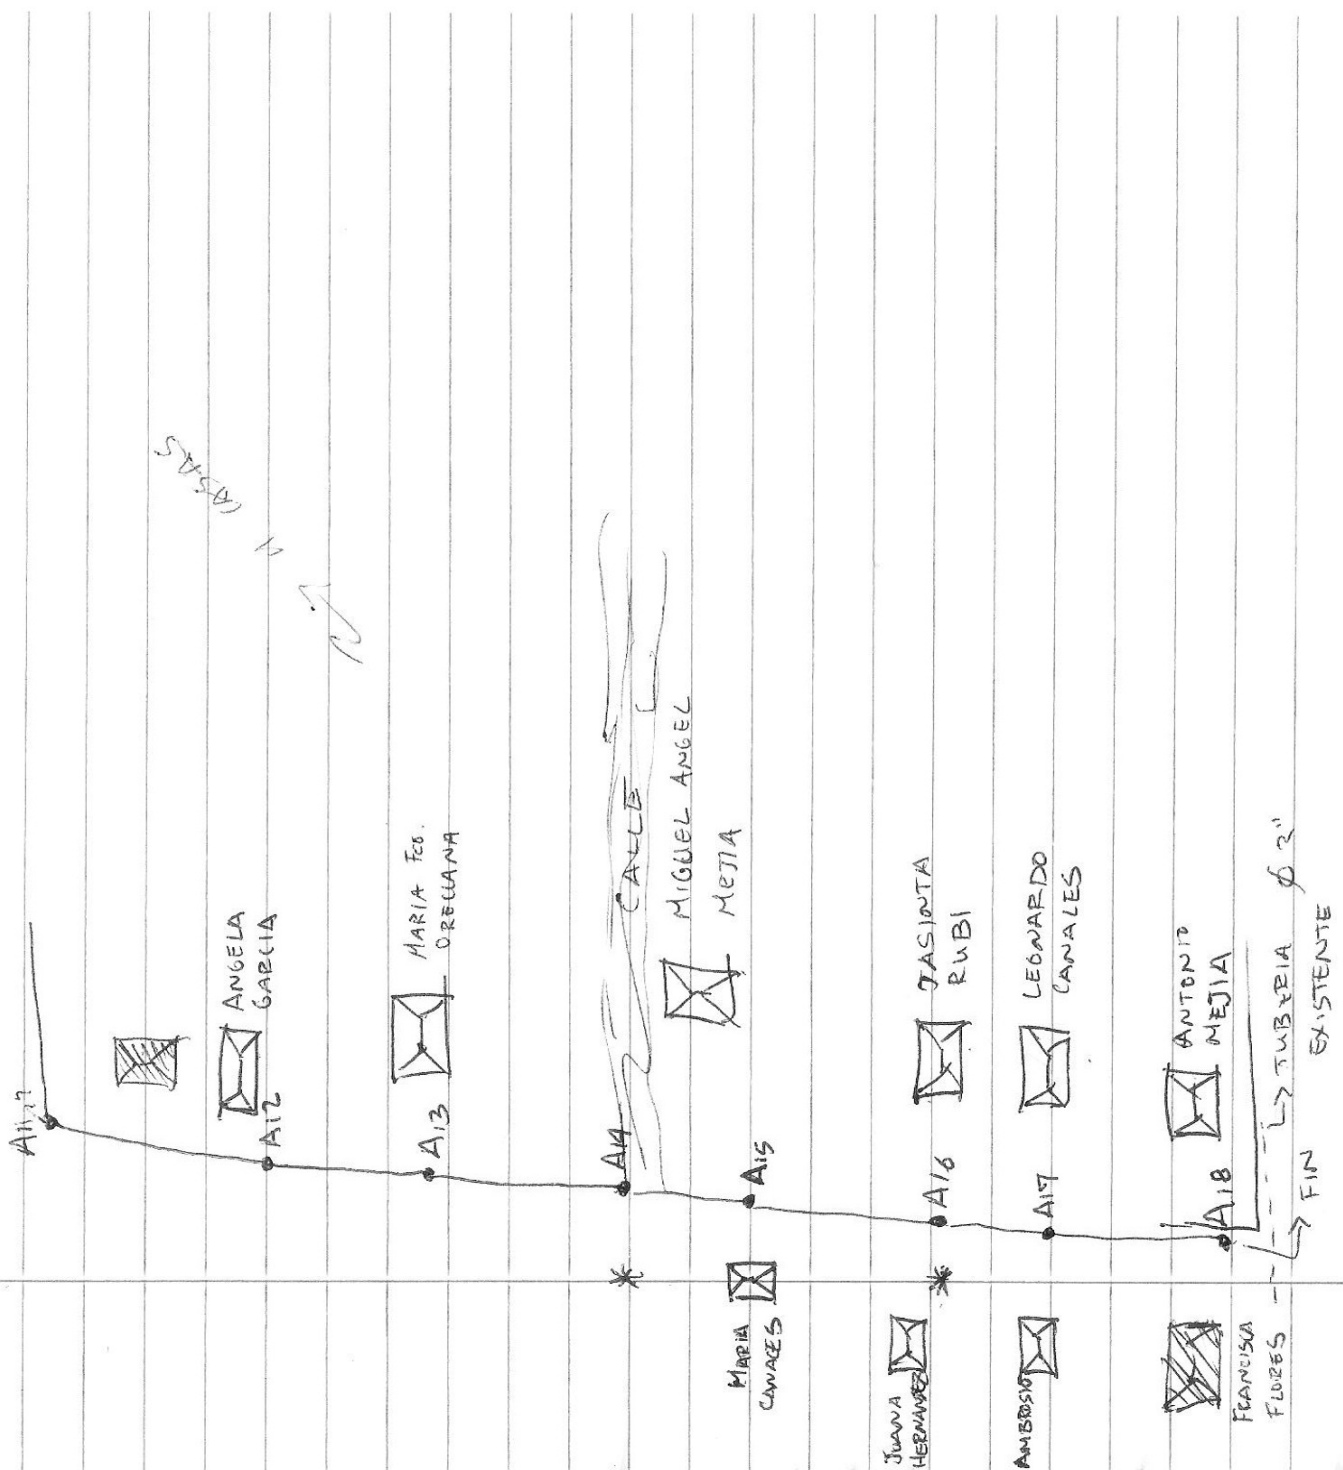 A12
ANGELA
GARCIA
A13
MARIA Fco.
ORELLANA
A14
CALLE
A15
MIGUEL ANGEL
MEJIA
MARIA
CANALES
A16
JASINTA
RUBI
JUANA
HERNANDEZ
A17
LEONARDO
CANALES
AMBROSIO
A18
ANTONIO
MEJIA
FRANCISCA
FLORES
FIN
TUBERIA Ø 2"
EXISTENTE
CASAS
N